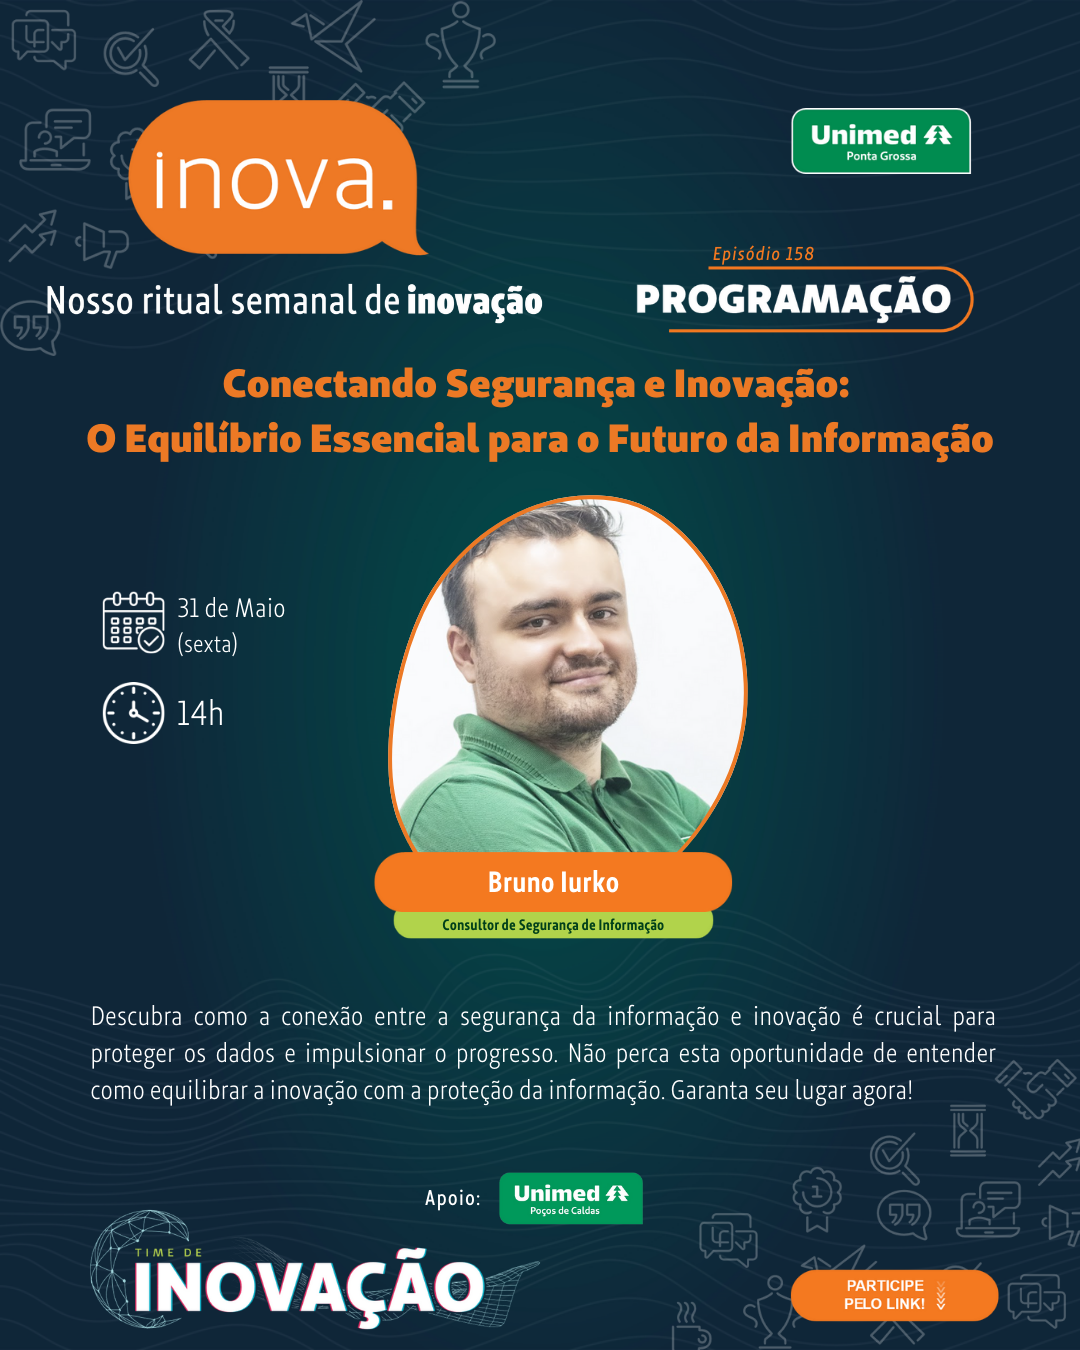 inova.
Unimed
Ponta Grossa
Nosso ritual semanal de inovação
Episódio 158
PROGRAMAÇÃO
Conectando Segurança e Inovação:
O Equilíbrio Essencial para o Futuro da Informação
31 de Maio
(sexta)
14h
Bruno Iurko
Consultor de Segurança de Informação
Descubra como a conexão entre a segurança da informação e inovação é crucial para
proteger os dados e impulsionar o progresso. Não perca esta oportunidade de entender
como equilibrar a inovação com a proteção da informação. Garanta seu lugar agora!
Apoio:
Unimed
Poços de Caldas
TIME DE
INOVAÇÃO
1
PARTICIPE
PELO LINK!